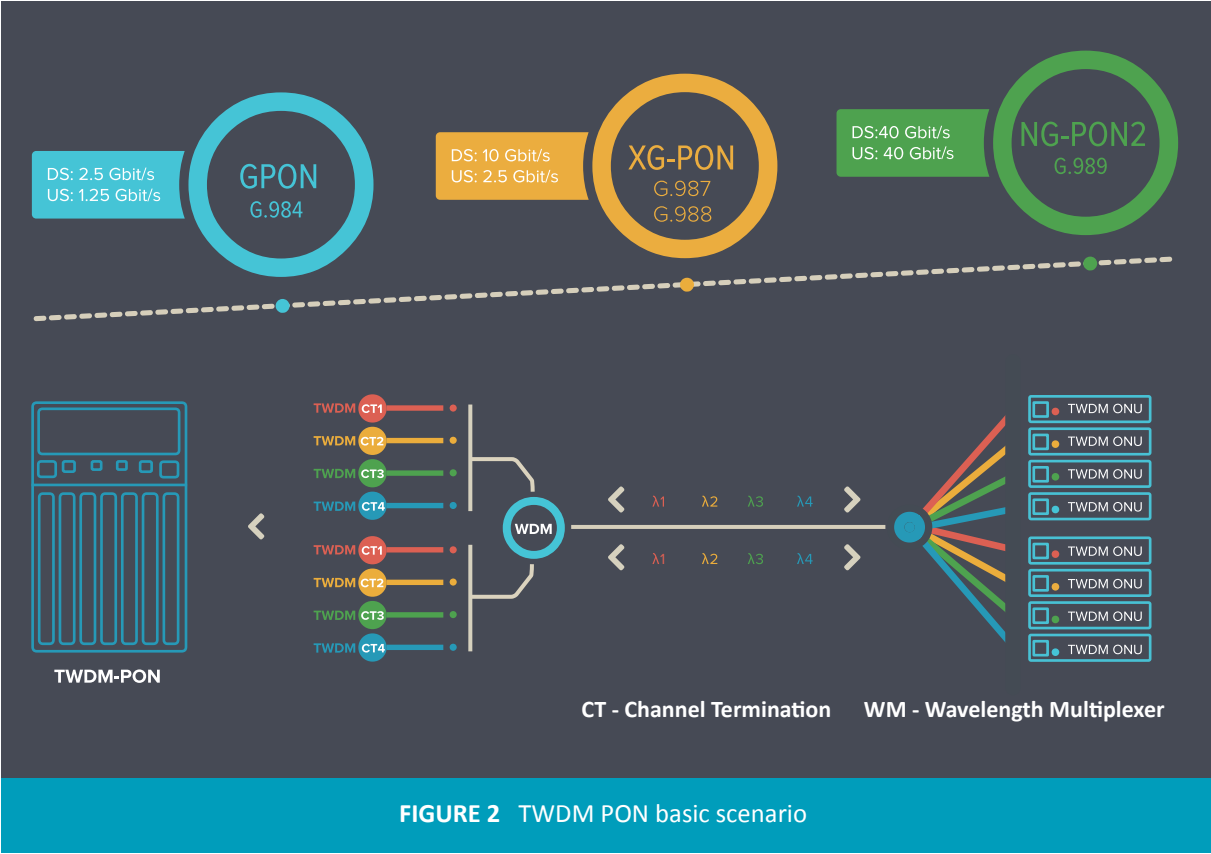 DS: 2.5 Gbit/s
US: 1.25 Gbit/s
GPON
G.984
DS: 10 Gbit/s
US: 2.5 Gbit/s
XG-PON
G.987
G.988
DS:40 Gbit/s
US: 40 Gbit/s
NG-PON2
G.989
TWDM-PON
TWDM CT1
TWDM CT2
TWDM CT3
TWDM CT4
TWDM CT1
TWDM CT2
TWDM CT3
TWDM CT4
WDM
λ1 λ2 λ3 λ4
λ1 λ2 λ3 λ4
TWDM ONU
TWDM ONU
TWDM ONU
TWDM ONU
TWDM ONU
TWDM ONU
TWDM ONU
TWDM ONU
CT - Channel Termination WM - Wavelength Multiplexer
FIGURE 2 TWDM PON basic scenario